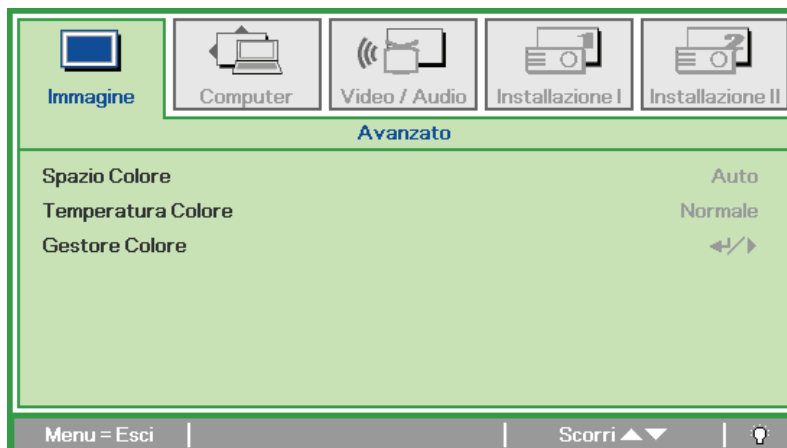 Immagine Computer Video / Audio Installazione I Installazione II
Avanzato
Spazio Colore Auto
Temperatura Colore Normale
Gestore Colore
Menu = Esci Scorri